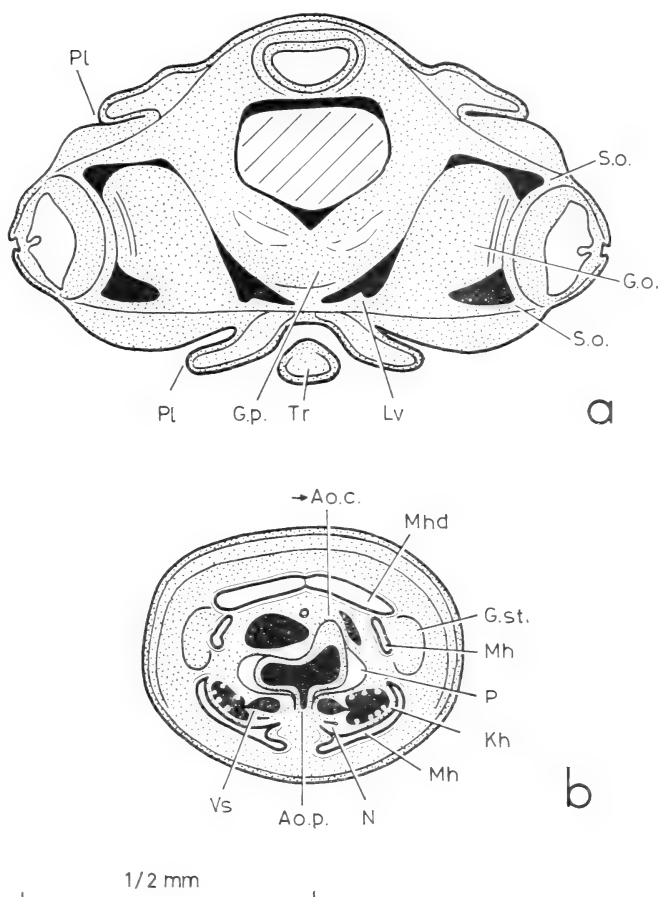 Pl
S.o.
G.o.
S.o.
Pl G.p. Tr Lv
a
→Ao.c.
Mhd
G.st.
Mh
P
Kh
Mh
Vs
Ao.p. N
b
1/2 mm